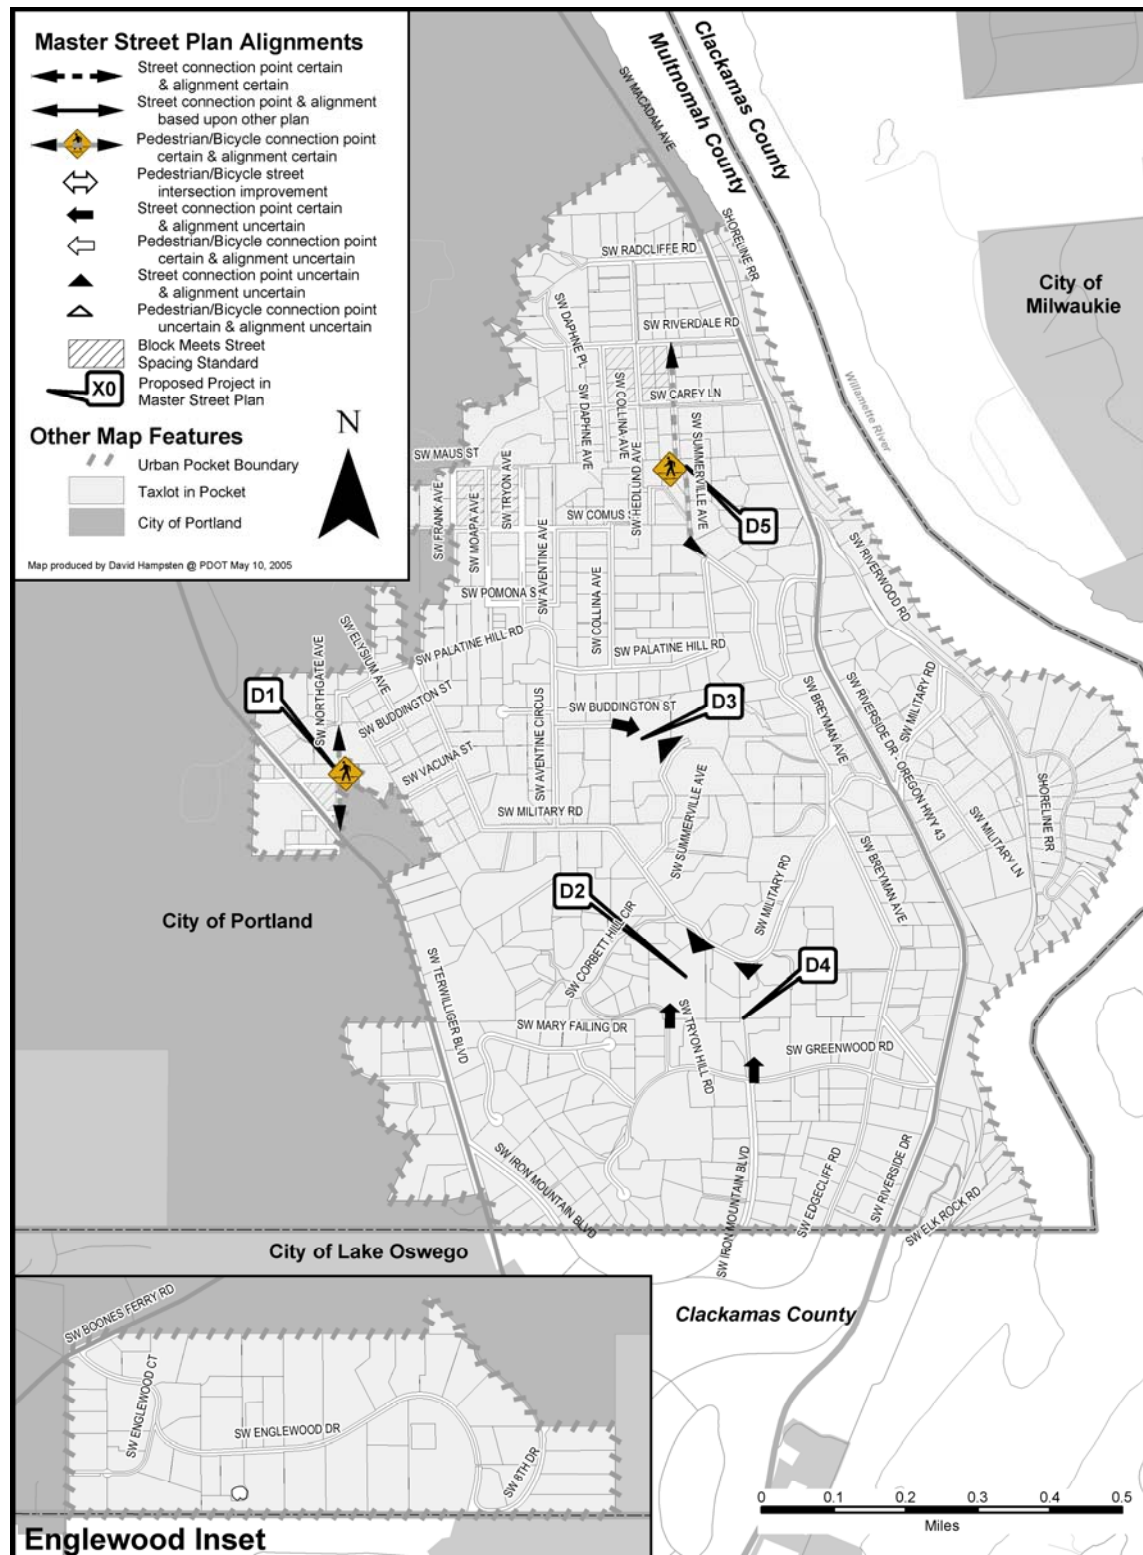 Master Street Plan Alignments
Street connection point certain
& alignment certain
Street connection point & alignment
based upon other plan
Pedestrian/Bicycle connection point
certain & alignment certain
Pedestrian/Bicycle street
intersection improvement
Street connection point certain
& alignment uncertain
Pedestrian/Bicycle connection point
certain & alignment uncertain
Street connection point uncertain
& alignment uncertain
Pedestrian/Bicycle connection point
uncertain & alignment uncertain
Block Meets Street
Spacing Standard
X0
Proposed Project in
Master Street Plan
Other Map Features
Urban Pocket Boundary
Taxlot in Pocket
City of Portland
N
Map produced by David Hampsten @ PDOT May 10, 2005
Clackamas County
Multnomah County
SW MACADAM AVE
SHORELINE RR
City of
Milwaukie
Willamette River
SW RADCLIFFE RD
SW RIVERDALE RD
SW DAPHNE PL
SW CAREY LN
SW COLLINA AVE
SW DAPHNE AVE
SW SUMMERVILLE AVE
SW HEDLUND AVE
SW MAUS ST
SW TRYON AVE
SW FRANK AVE
SW MOAPA AVE
SW COMUS S
D5
SW AVENTINE AVE
SW RIVERWOOD RD
SW POMONA S
SW COLLINA AVE
SW ELYSIUM AVE
SW PALATINE HILL RD
SW PALATINE HILL RD
SW NORTHGATE AVE
D1
SW BUDDINGTON ST
SW BUDDINGTON ST
D3
SW BREYMAN AVE
SW RIVERSIDE DR - OREGON HWY 43
SW MILITARY RD
SW VACUNA ST
SW AVENTINE CIRCUS
SW MILITARY RD
SW SUMMERVILLE AVE
SHORELINE RR
SW MILITARY LN
SW BREYMAN AVE
SW MILITARY RD
D2
City of Portland
SW CORBETT HILL CIR
D4
SW TERWILLIGER BLVD
SW MARY FAILING DR
SW TRYON HILL RD
SW GREENWOOD RD
SW IRON MOUNTAIN BLVD
SW IRON MOUNTAIN BLVD
SW EDGECLIFF RD
SW RIVERSIDE DR
SW ELK ROCK RD
City of Lake Oswego
Clackamas County
SW BOONES FERRY RD
SW ENGLEWOOD CT
SW ENGLEWOOD DR
SW 8TH DR
Englewood Inset
0 0.1 0.2 0.3 0.4 0.5
Miles